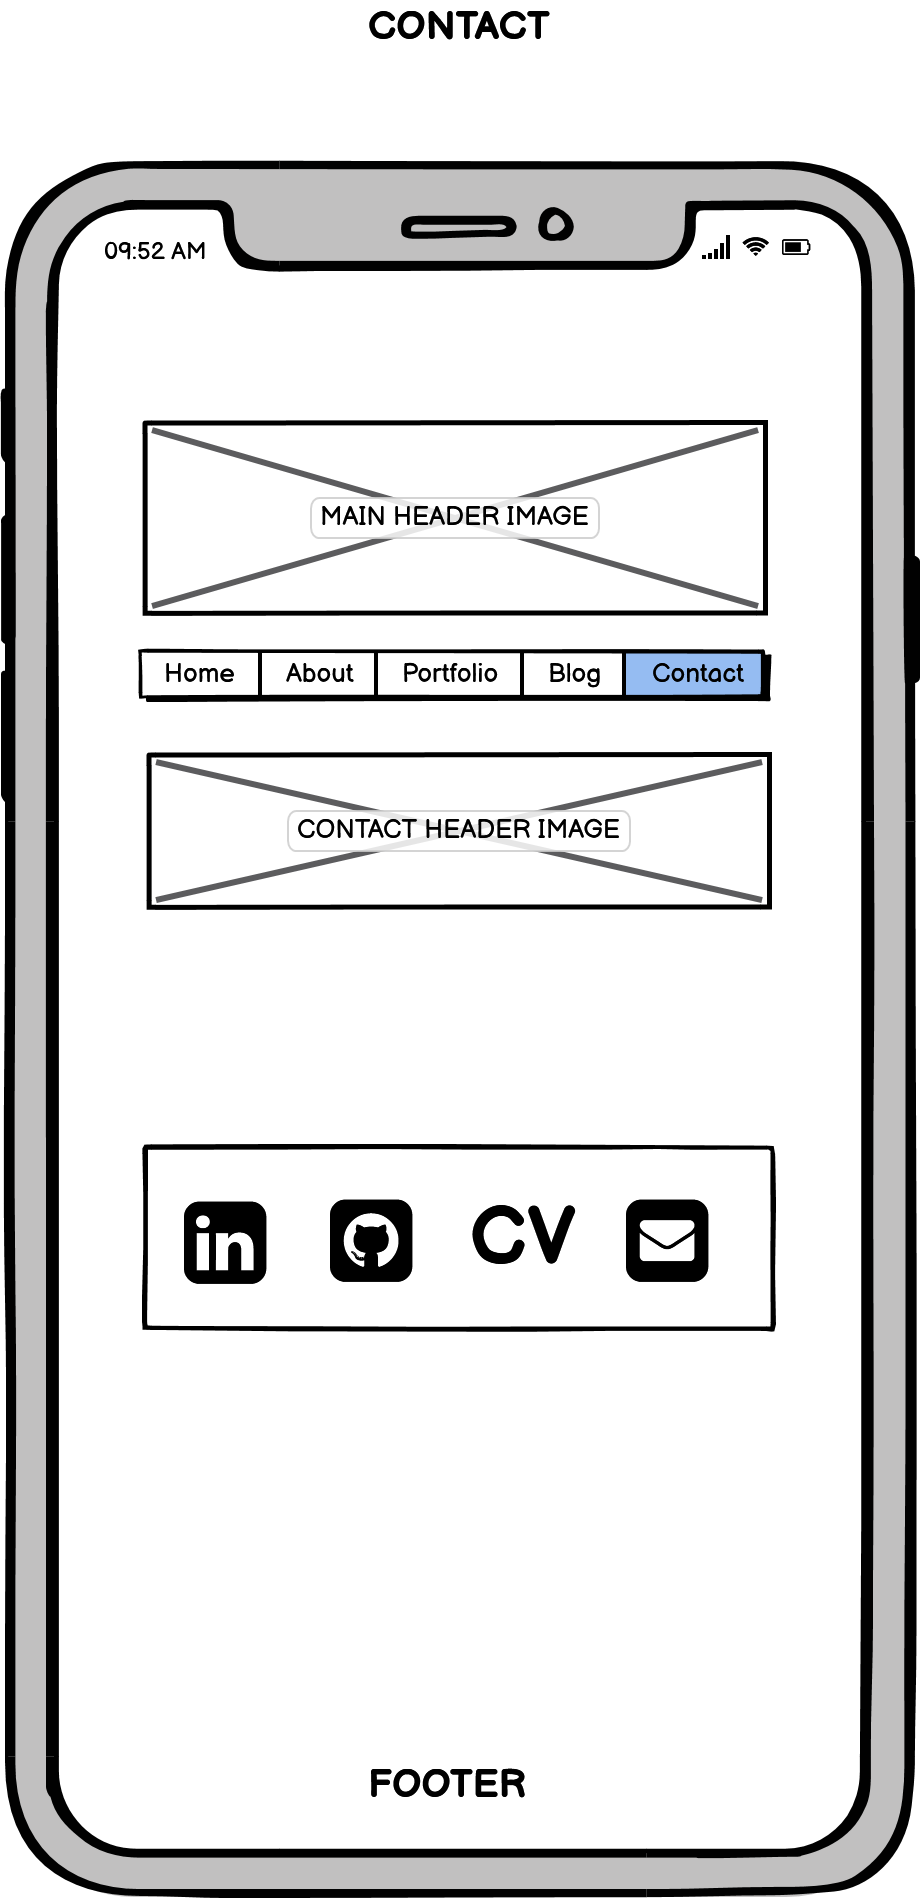 CONTACT
09:52 AM
MAIN HEADER IMAGE
Home About Portfolio Blog Contact
CONTACT HEADER IMAGE
in CV
FOOTER